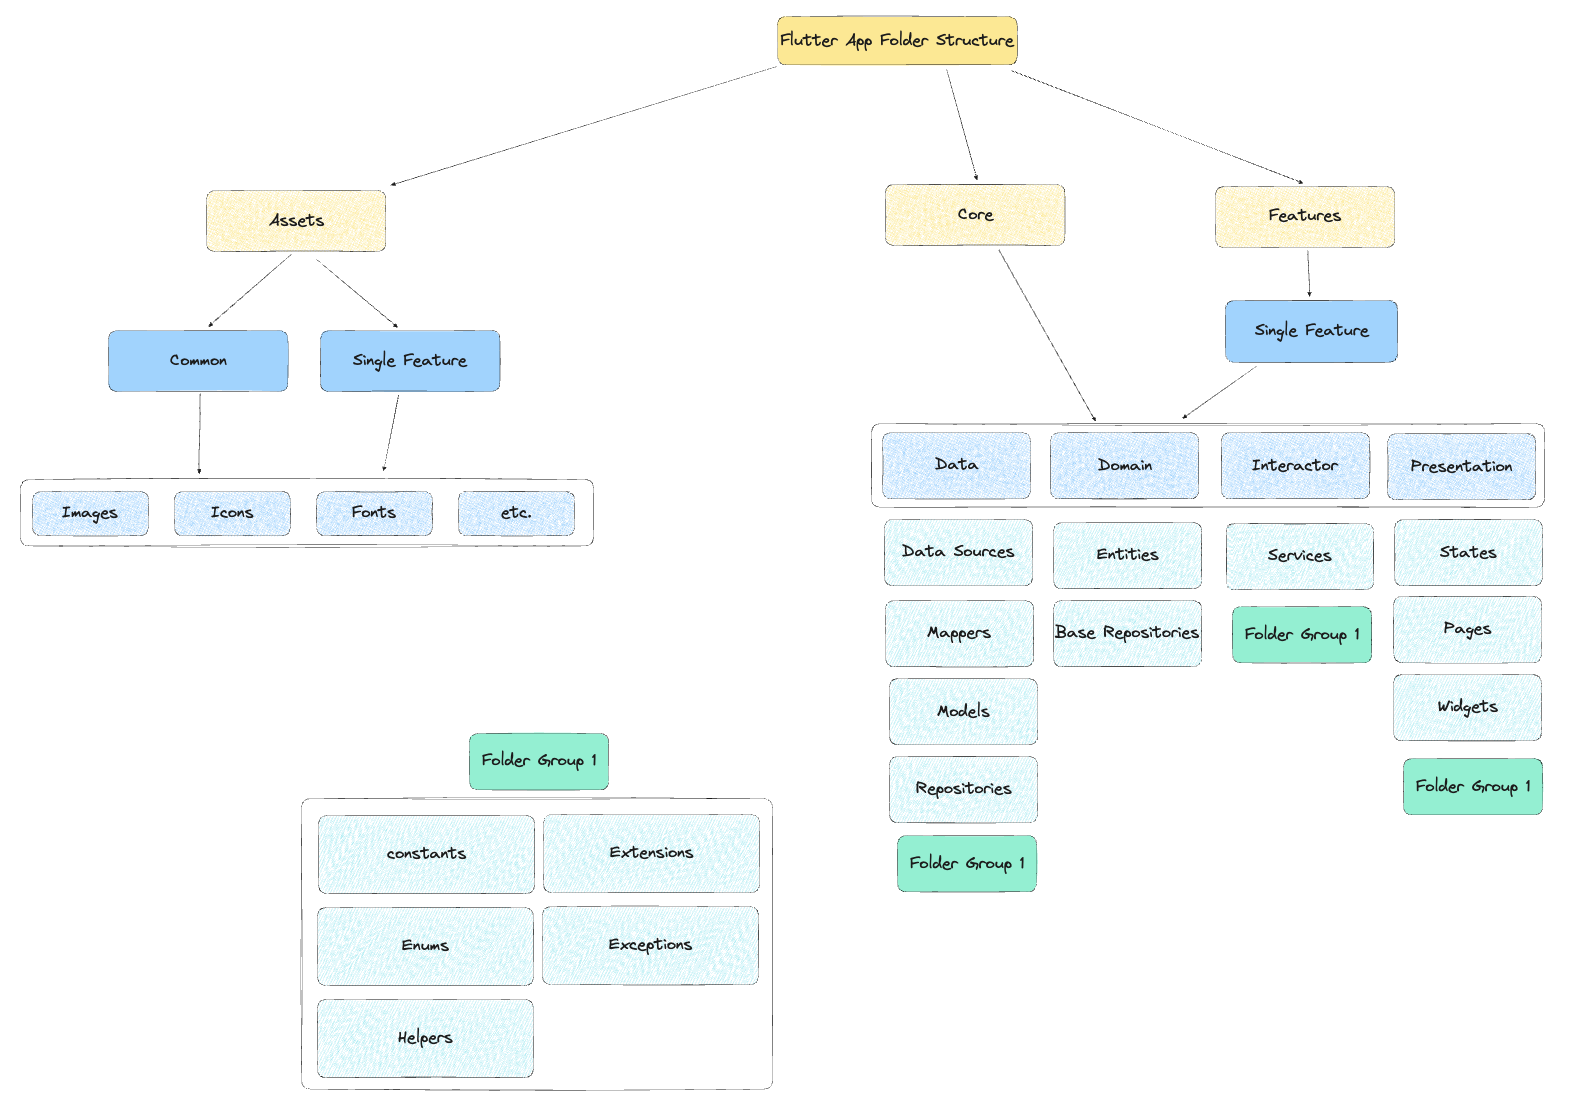 Flutter App Folder Structure
Assets
Core
Features
Common
Single Feature
Single Feature
Images
Icons
Fonts
etc.
Data
Domain
Interactor
Presentation
Data Sources
Mappers
Models
Repositories
Folder Group 1
Entities
Base Repositories
Services
Folder Group 1
States
Pages
Widgets
Folder Group 1
Folder Group 1
constants
Extensions
Enums
Exceptions
Helpers